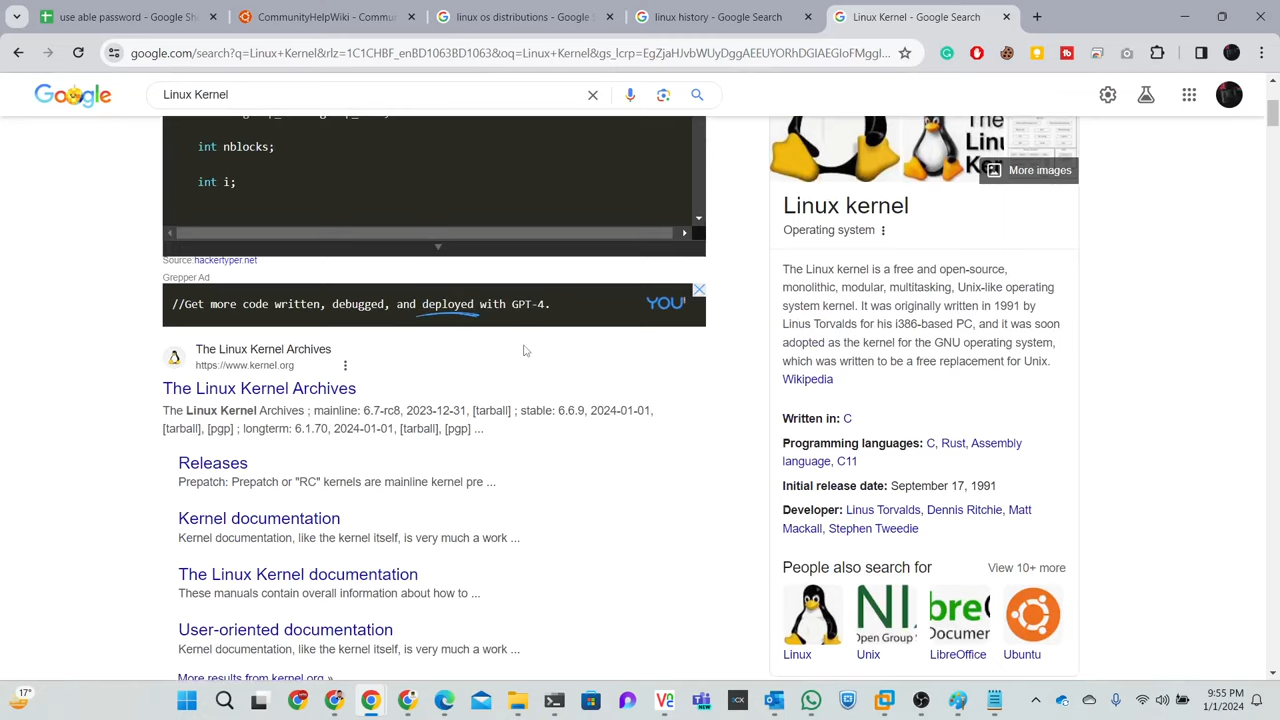 Linux Kernel - Google Search
popular os distributions - Google S
linux history - Google Search
google.com/search?q=Linux+Kernel&rlz=1C1CHBF_enBD1063BD1063&oq=Linux+Kernel&gs_lcrp=EgZjaHJvbWUyDggAEEUYORhDGIAEGIoFMggI...
Google
Linux Kernel
int nblocks;
int i;
Source:hackertyper.net
Grepper Ad
//Get more code written, debugged, and deployed with GPT-4.
YOU
The Linux Kernel Archives
https://www.kernel.org
The Linux Kernel Archives
The Linux Kernel Archives ; mainline: 6.7-rc8, 2023-12-31, [tarball] ; stable: 6.6.9, 2024-01-01,
[tarball], [pgp] ; longterm: 6.1.70, 2024-01-01, [tarball], [pgp] ...
Releases
Prepatch: Prepatch or "RC" kernels are mainline kernel pre ...
Kernel documentation
Kernel documentation, like the kernel itself, is very much a work ...
The Linux Kernel documentation
These manuals contain overall information about how to ...
User-oriented documentation
Kernel documentation, like the kernel itself, is very much a work ...
More results from kernel.org »
The
Linu
Ke
More images
Linux kernel
Operating system
The Linux kernel is a free and open-source,
monolithic, modular, multitasking, Unix-like operating
system kernel. It was originally written in 1991 by
Linus Torvalds for his i386-based PC, and it was soon
adopted as the kernel for the GNU operating system,
which was written to be a free replacement for Unix.
Wikipedia
Written in: C
Programming languages: C, Rust, Assembly
language, C11
Initial release date: September 17, 1991
Developer: Linus Torvalds, Dennis Ritchie, Matt
Mackall, Stephen Tweedie
People also search for
View 10+ more
NI
Open Group
breO
Documen
Linux
Unix
LibreOffice
Ubuntu
17°
9:55 PM
1/1/2024